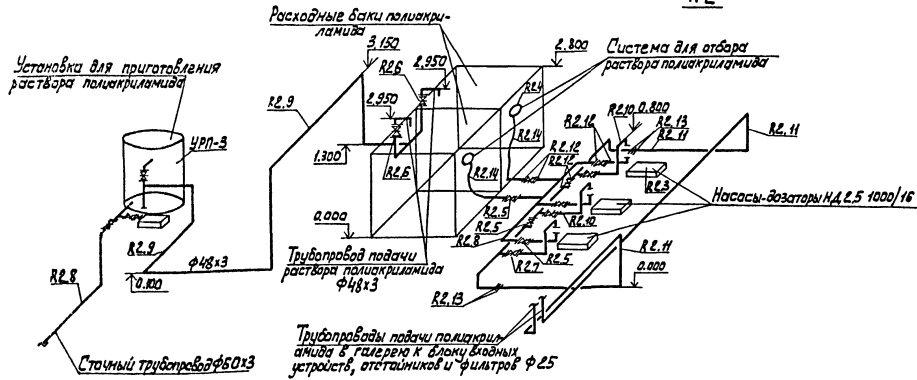 Расходные баки полиакри-
ламида
3,150
R2.6
2,950
2,800
Система для отбора
раствора полиакриламида
Установка для приготовления
раствора полиакриламида
R2.9
2,950
R2.4
R2.10
0,800
R2.13
R2.11
R2.11
УРП-3
R2.14
R2.12
1,300
R2.6
R2.14
R2.12
R2.12
R2.3
R2.5
Насосы-дозаторы НД 2,5 1000/16
0,000
R2.5
R2.10
R2.8
R2.9
Трубопровод подачи
раствора полиакриламида
Ф48х3
R2.11
Ф48х3
R2.5
R2.7
R2.8
0.100
0.000
R2.13
Трубопроводы подачи полиакрил-
амида в галерею к блоку входных
устройств, отстойников и фильтров Ф25
Сточный трубопровод Ф60х3